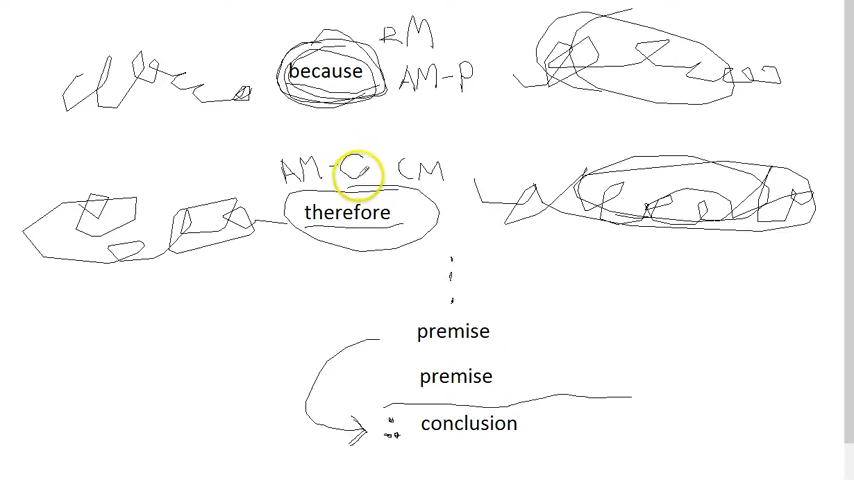 RM
because AM-P
AM-C CM
therefore
premise
premise
conclusion